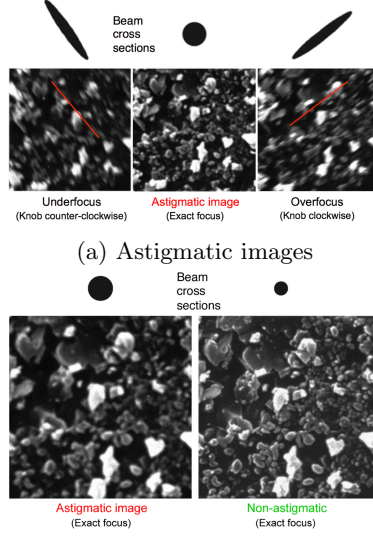 Beam
cross
sections
Underfocus
(Knob counter-clockwise)
Astigmatic image
(Exact focus)
Overfocus
(Knob clockwise)
(a) Astigmatic images
Beam
cross
sections
Astigmatic image
(Exact focus)
Non-astigmatic
(Exact focus)